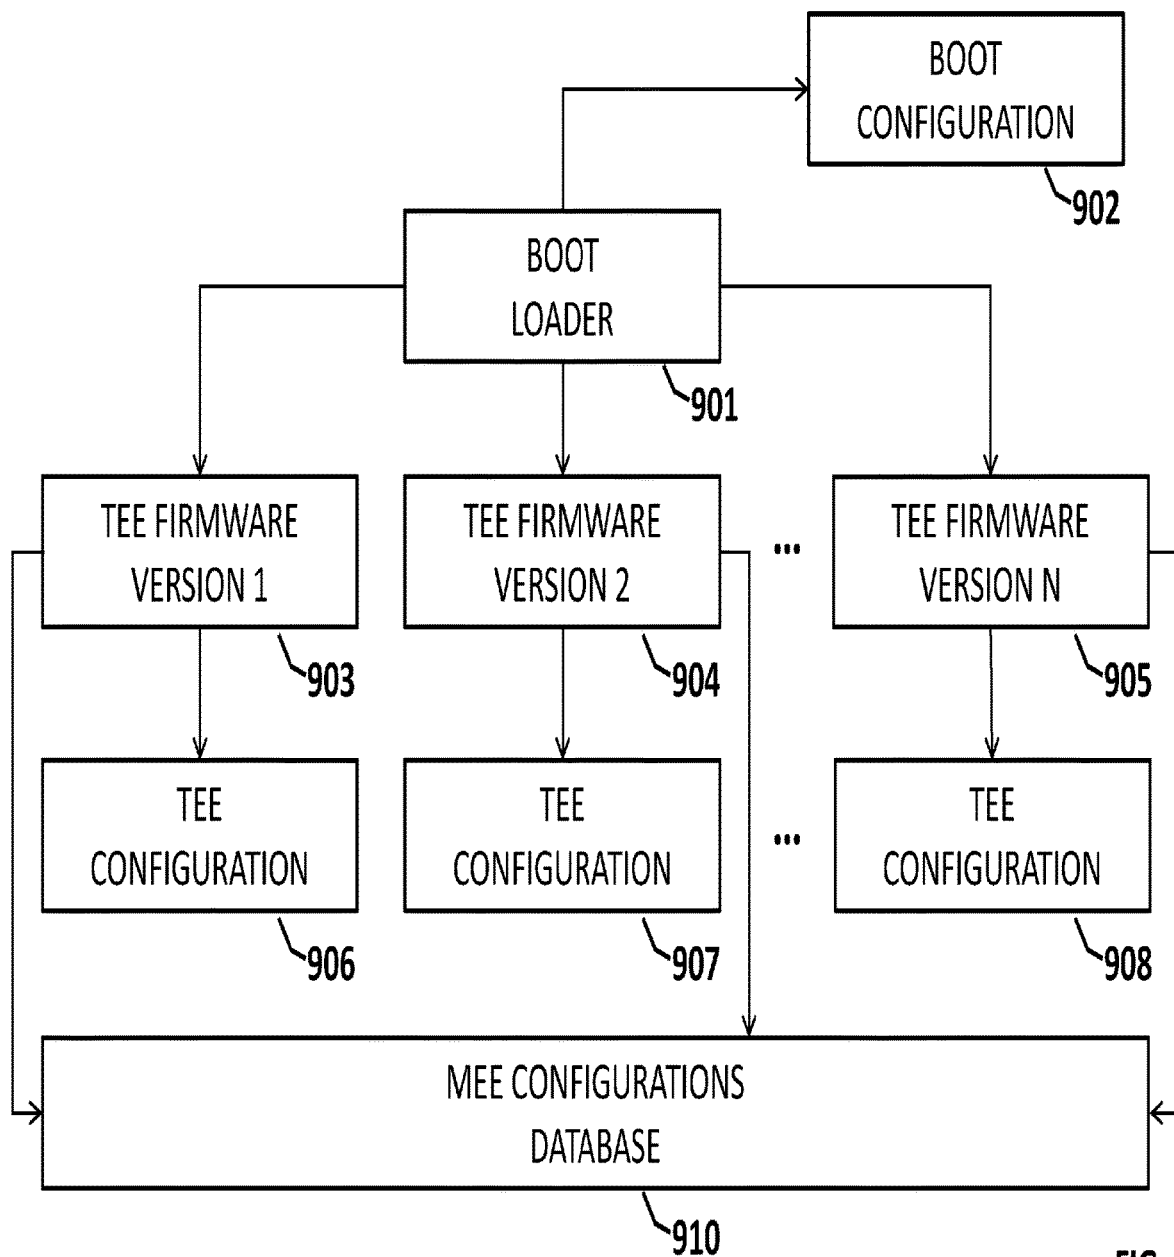 BOOT
CONFIGURATION
902
BOOT
LOADER
901
TEE FIRMWARE
VERSION 1
903
TEE FIRMWARE
VERSION 2
904
...
TEE FIRMWARE
VERSION N
905
TEE
CONFIGURATION
906
TEE
CONFIGURATION
907
...
TEE
CONFIGURATION
908
MEE CONFIGURATIONS
DATABASE
910